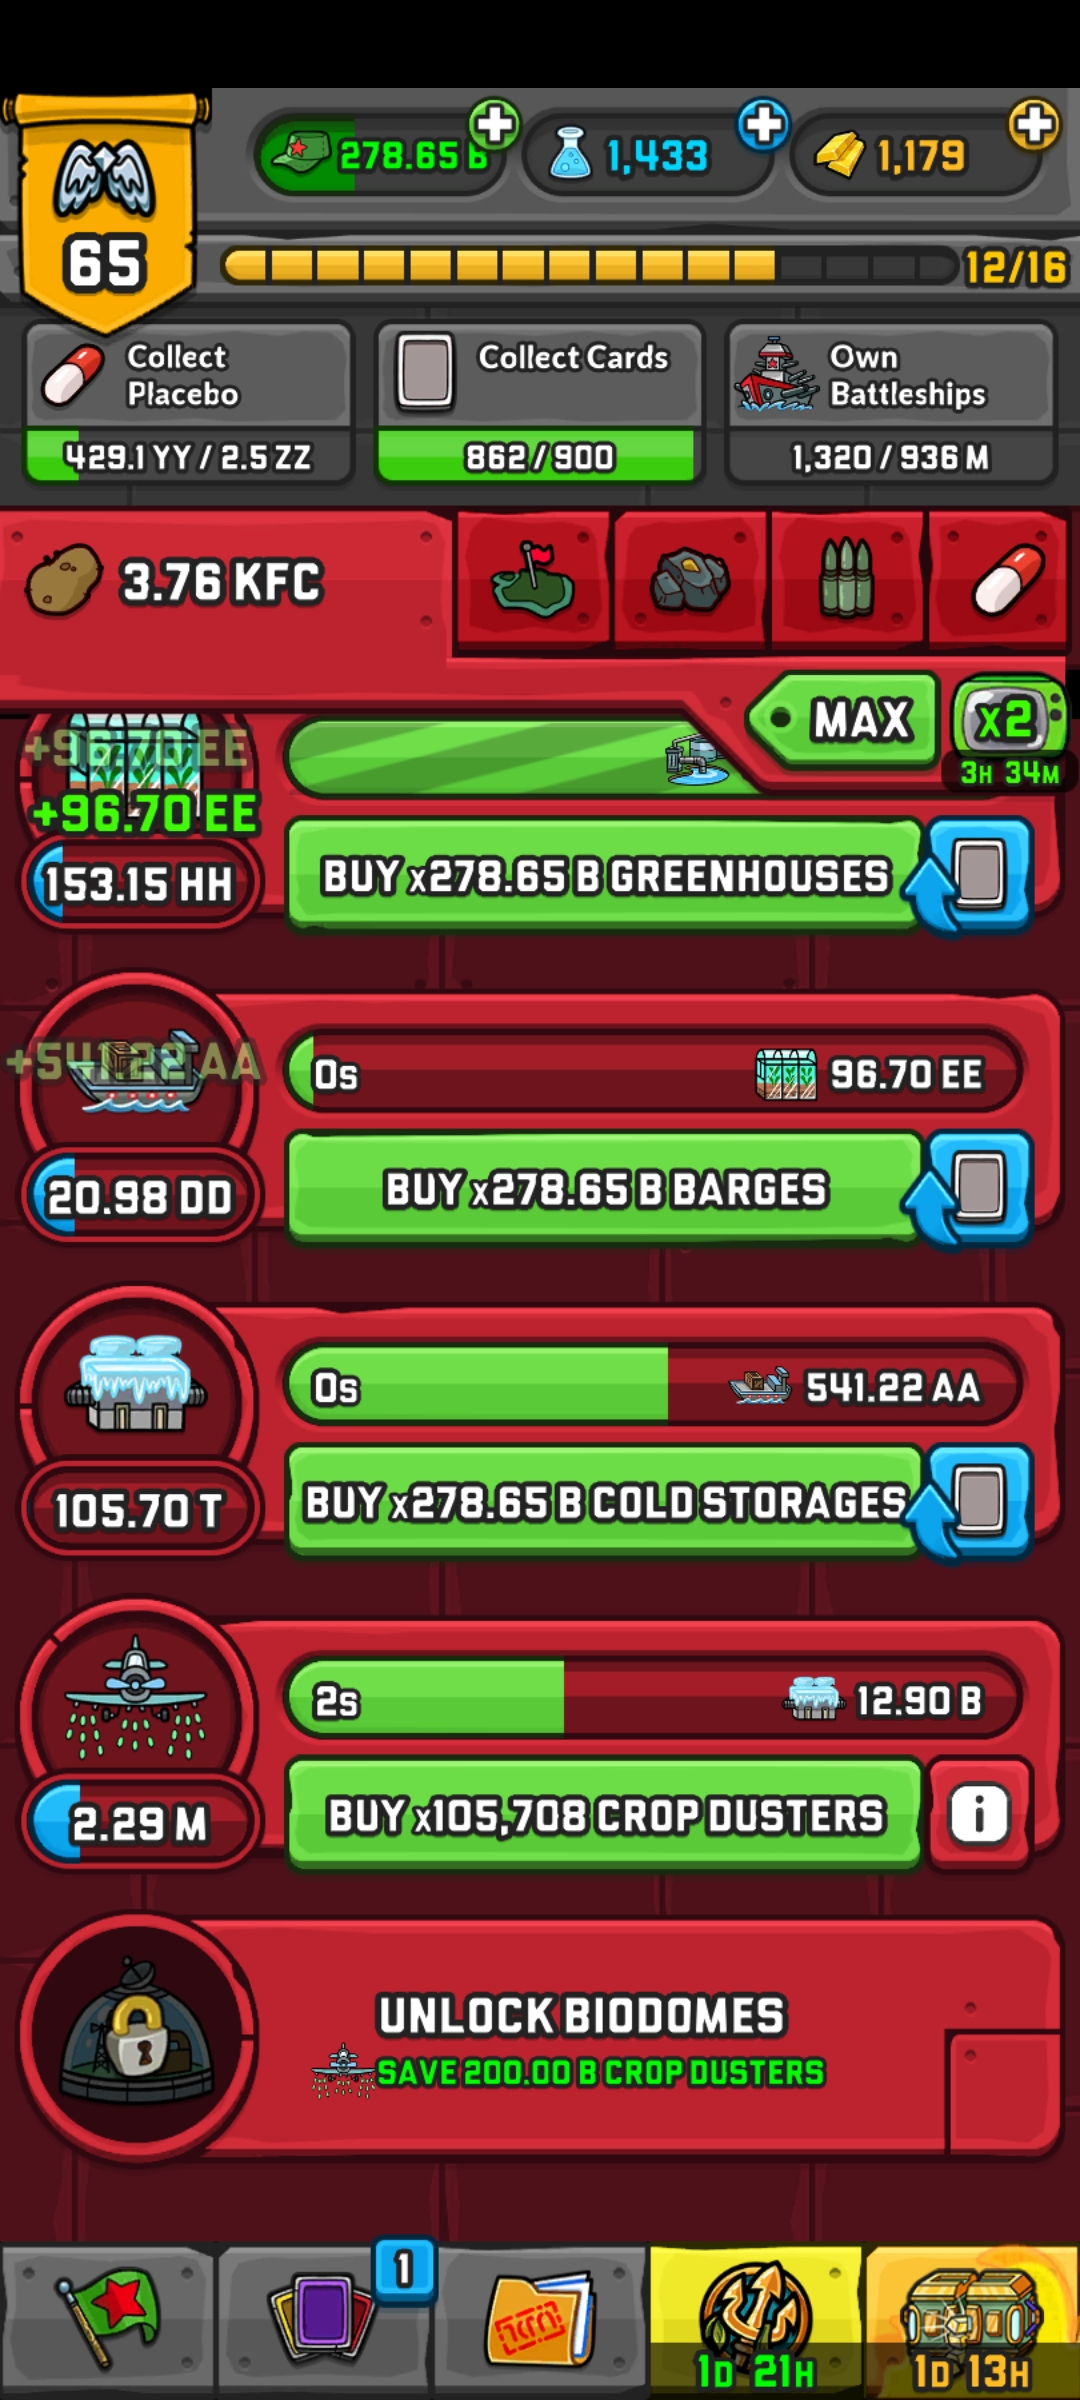 278.65 B
1,433
1,179
65
12/16
Collect
Placebo
429.1 YY / 2.5 ZZ
Collect Cards
862/900
Own
Battleships
1,320 / 936 M
3.76 KFC
MAX
x2
3H 34M
+96.70 EE
+96.70 EE
153.15 HH
BUY x278.65 B GREENHOUSES
+541.22 AA
0s
96.70 EE
20.98 DD
BUY x278.65 B BARGES
0s
541.22 AA
105.70 T
BUY x278.65 B COLD STORAGES
2s
12.90 B
2.29 M
BUY x105,708 CROP DUSTERS
i
UNLOCK BIODOMES
SAVE 200.00 B CROP DUSTERS
1
1D 21H
1D 13H